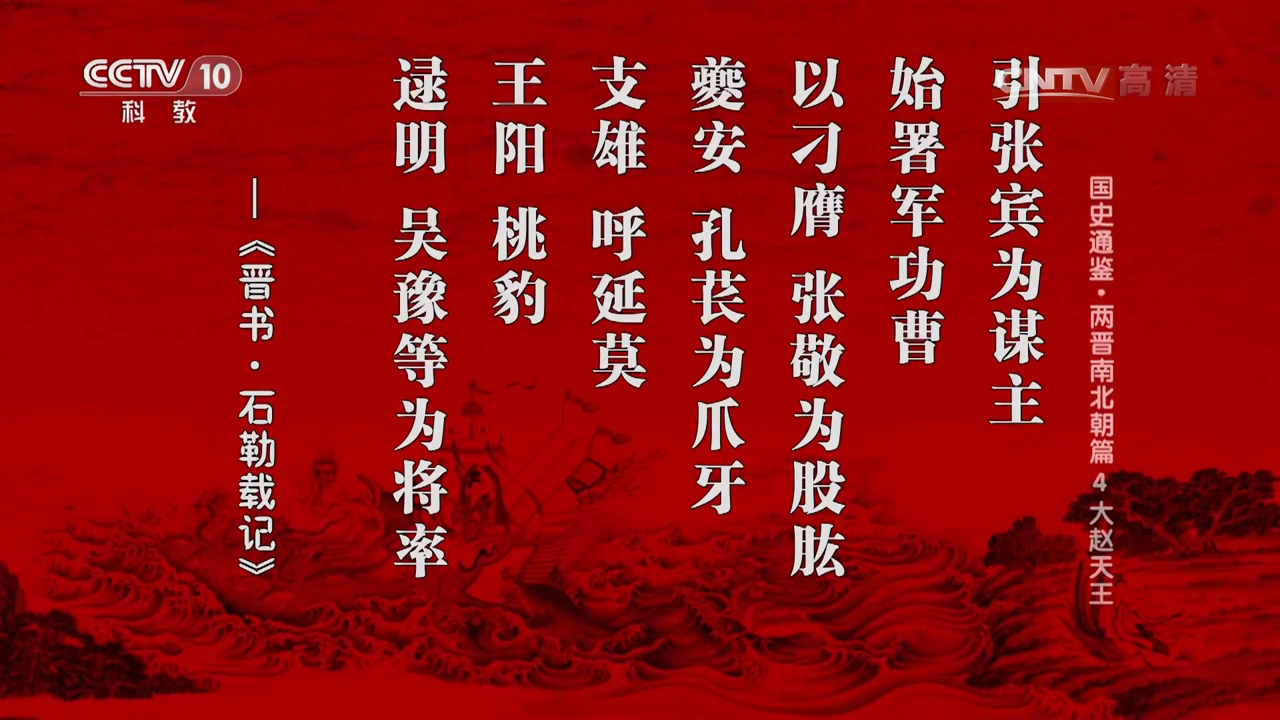 CCTV 10
科教
CNTV 高清
国史通鉴·两晋南北朝篇 4 大赵天王
引张宾为谋主
始署军功曹
以刁膺 张敬为股肱
夔安 孔苌为爪牙
支雄 呼延莫
王阳 桃豹
逯明 吴豫等为将率
—《晋书·石勒载记》